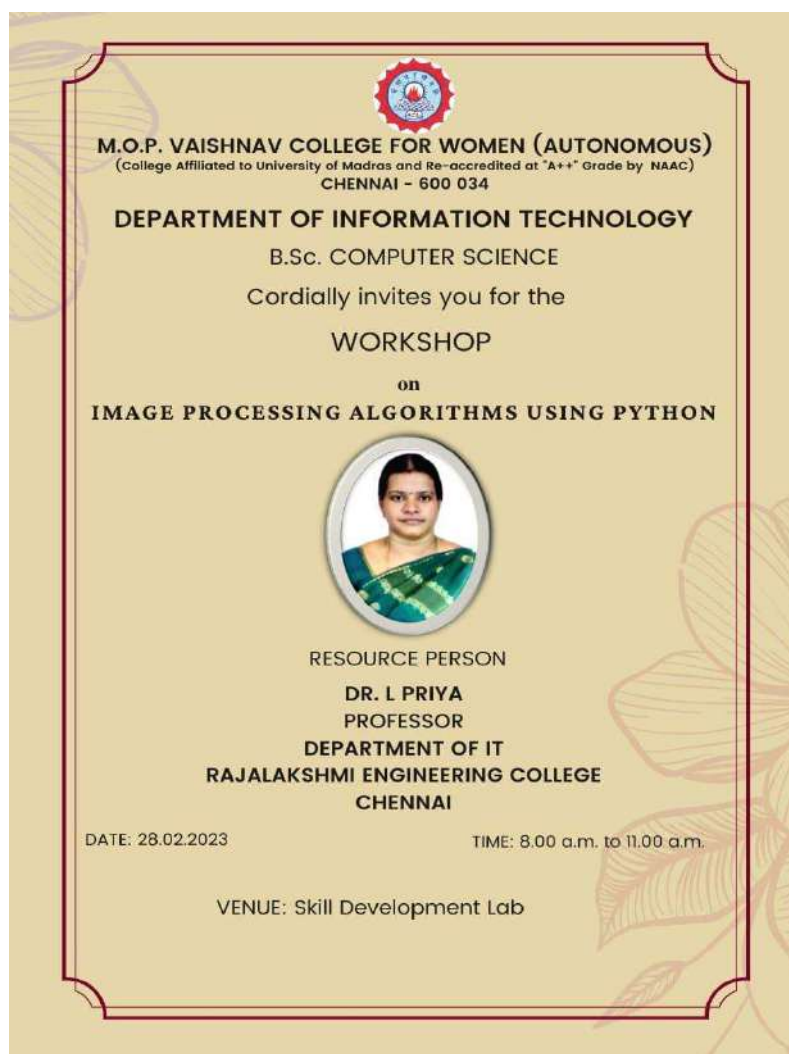 M.O.P. VAISHNAV COLLEGE FOR WOMEN (AUTONOMOUS)
(College Affiliated to University of Madras and Re-accredited at "A++" Grade by NAAC)
CHENNAI - 600 034
DEPARTMENT OF INFORMATION TECHNOLOGY
B.Sc. COMPUTER SCIENCE
Cordially invites you for the
WORKSHOP
on
IMAGE PROCESSING ALGORITHMS USING PYTHON
RESOURCE PERSON
DR. L PRIYA
PROFESSOR
DEPARTMENT OF IT
RAJALAKSHMI ENGINEERING COLLEGE
CHENNAI
DATE: 28.02.2023 TIME: 8.00 a.m. to 11.00 a.m.
VENUE: Skill Development Lab